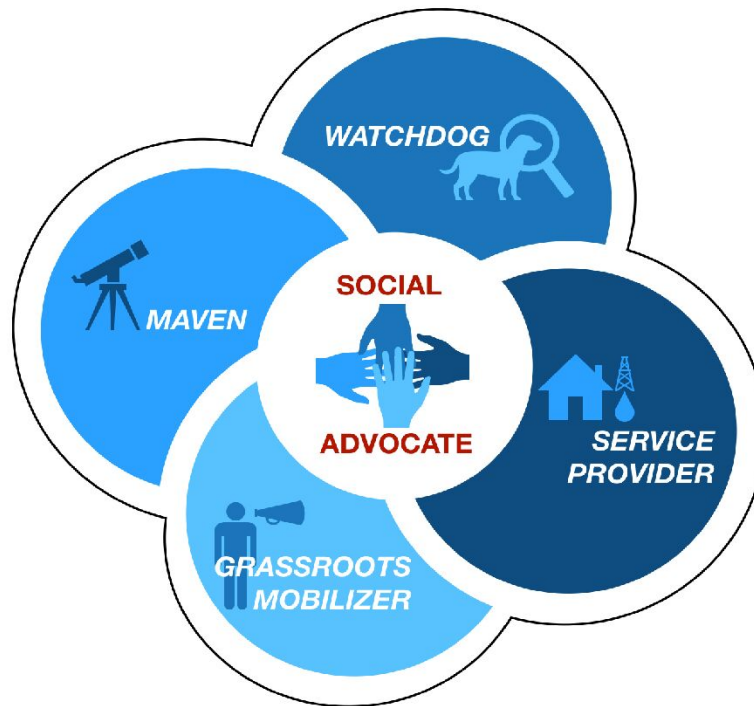 WATCHDOG
MAVEN
SOCIAL
ADVOCATE
SERVICE
PROVIDER
GRASSROOTS
MOBILIZER